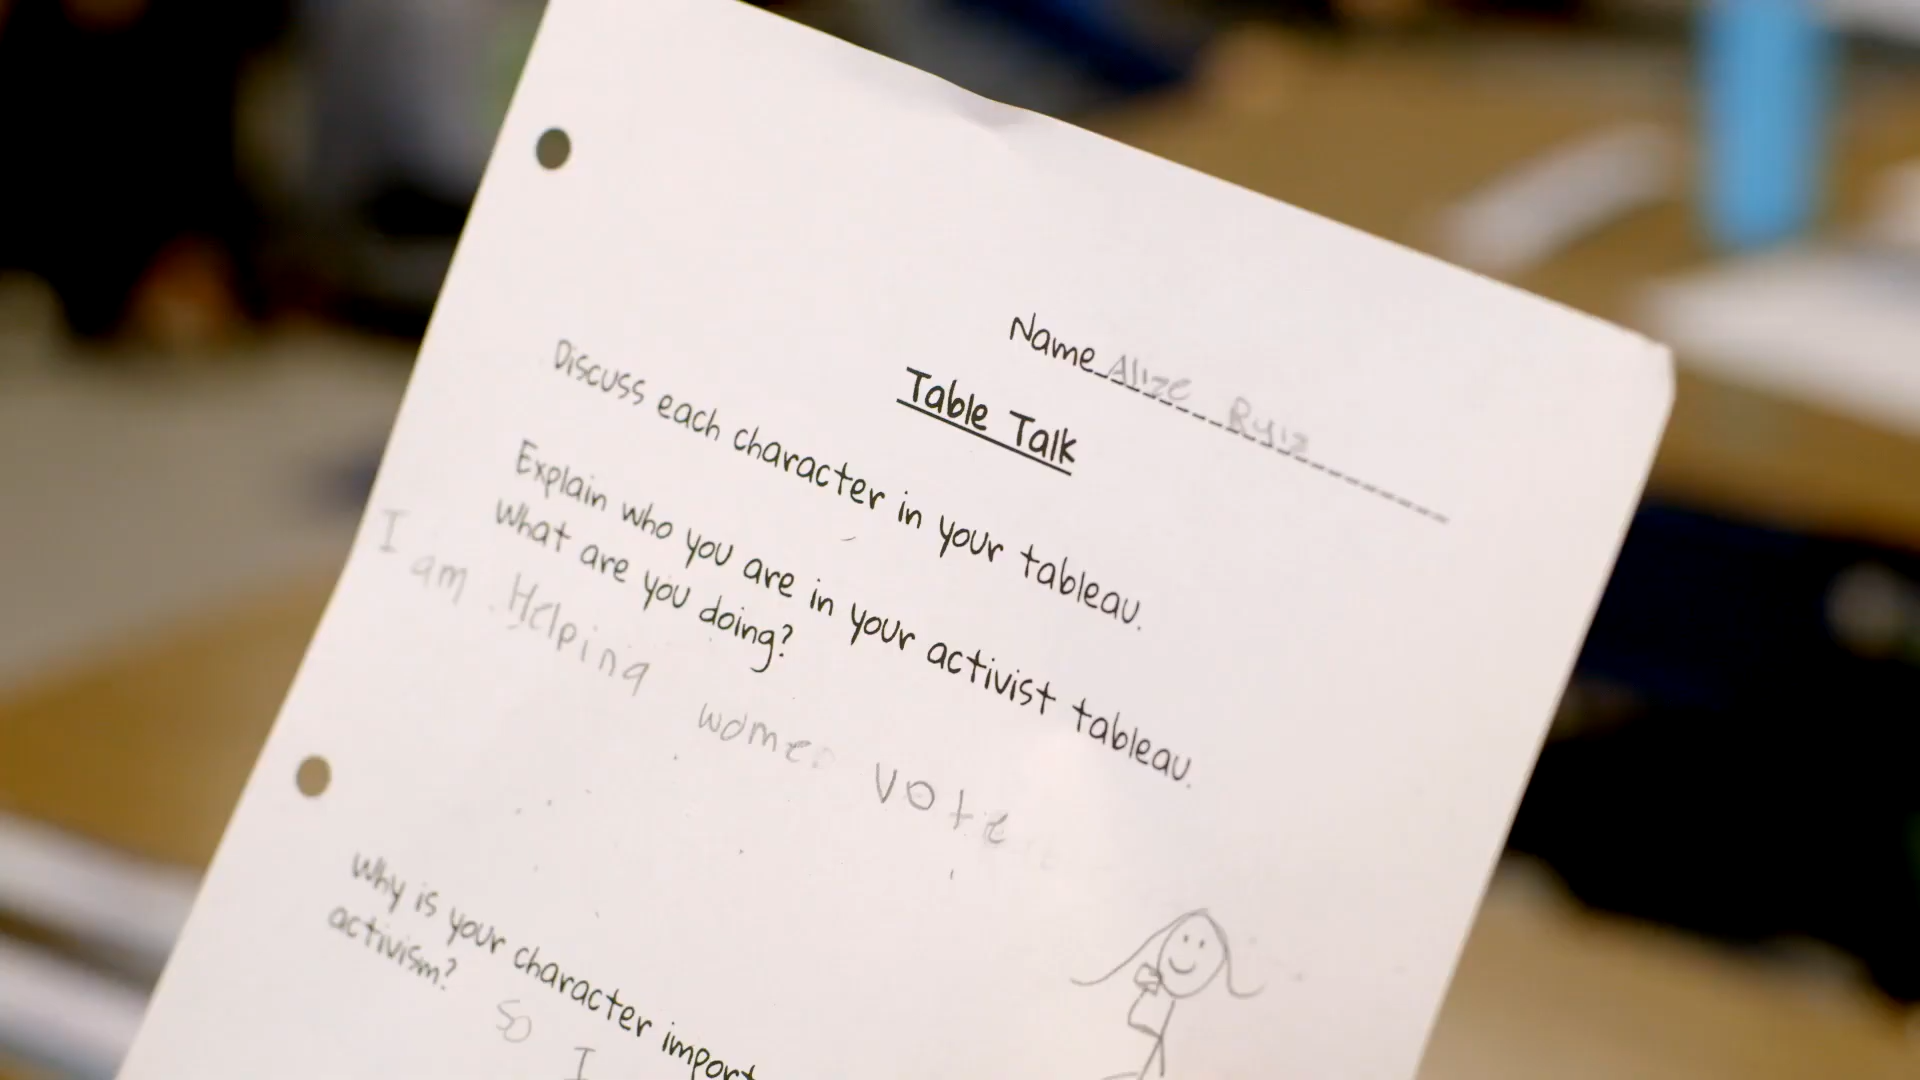 Name Alize Ruiz
Table Talk
Discuss each character in your tableau.
Explain who you are in your activist tableau.
What are you doing?
I am Helping women vote
Why is your character import
activism?
so I